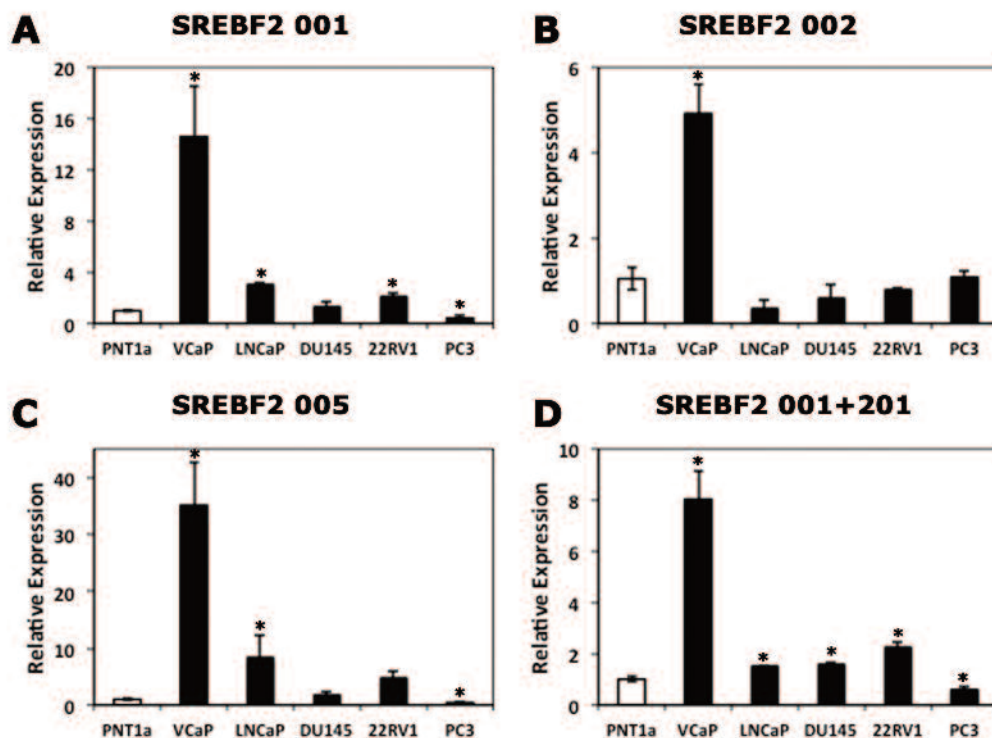 A SREBF2 001
Relative Expression
20
16
12
8
4
0
* * * *
PNT1a VCaP LNCaP DU145 22RV1 PC3
B SREBF2 002
Relative Expression
6
4
2
0
*
PNT1a VCaP LNCaP DU145 22RV1 PC3
C SREBF2 005
Relative Expression
40
30
20
10
0
* * *
PNT1a VCaP LNCaP DU145 22RV1 PC3
D SREBF2 001+201
Relative Expression
10
8
6
4
2
0
* * * * *
PNT1a VCaP LNCaP DU145 22RV1 PC3